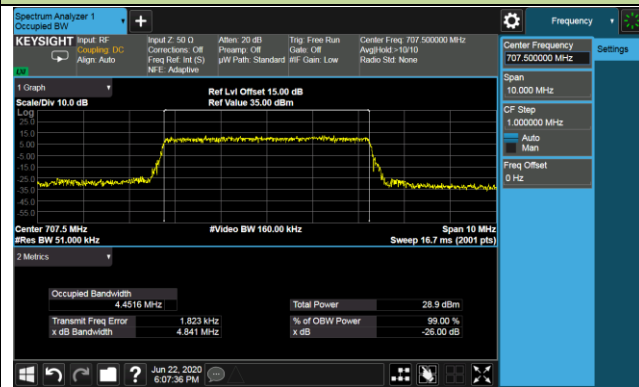 Spectrum Analyzer 1
Occupied BW
Frequency
KEYSIGHT
Input: RF
Coupling: DC
Align: Auto
Input Z: 50 Ω
Corrections: Off
Freq Ref: Int (S)
NFE: Adaptive
Atten: 20 dB
Preamp: Off
µW Path: Standard
Trig: Free Run
Gate: Off
#IF Gain: Low
Center Freq: 707.500000 MHz
Avg|Hold:>10/10
Radio Std: None
Center Frequency
707.500000 MHz
Settings
Span
10.000 MHz
CF Step
1.000000 MHz
Auto
Man
Freq Offset
0 Hz
1 Graph
Scale/Div 10.0 dB
Ref Lvl Offset 15.00 dB
Ref Value 35.00 dBm
Log
25.0
15.0
5.00
-5.00
-15.0
-25.0
-35.0
-45.0
-55.0
Center 707.5 MHz
#Res BW 51.000 kHz
#Video BW 160.00 kHz
Span 10 MHz
Sweep 16.7 ms (2001 pts)
2 Metrics
Occupied Bandwidth
4.4516 MHz
Total Power 28.9 dBm
Transmit Freq Error 1.823 kHz
% of OBW Power 99.00 %
x dB Bandwidth 4.841 MHz
x dB -26.00 dB
?
Jun 22, 2020
6:07:36 PM